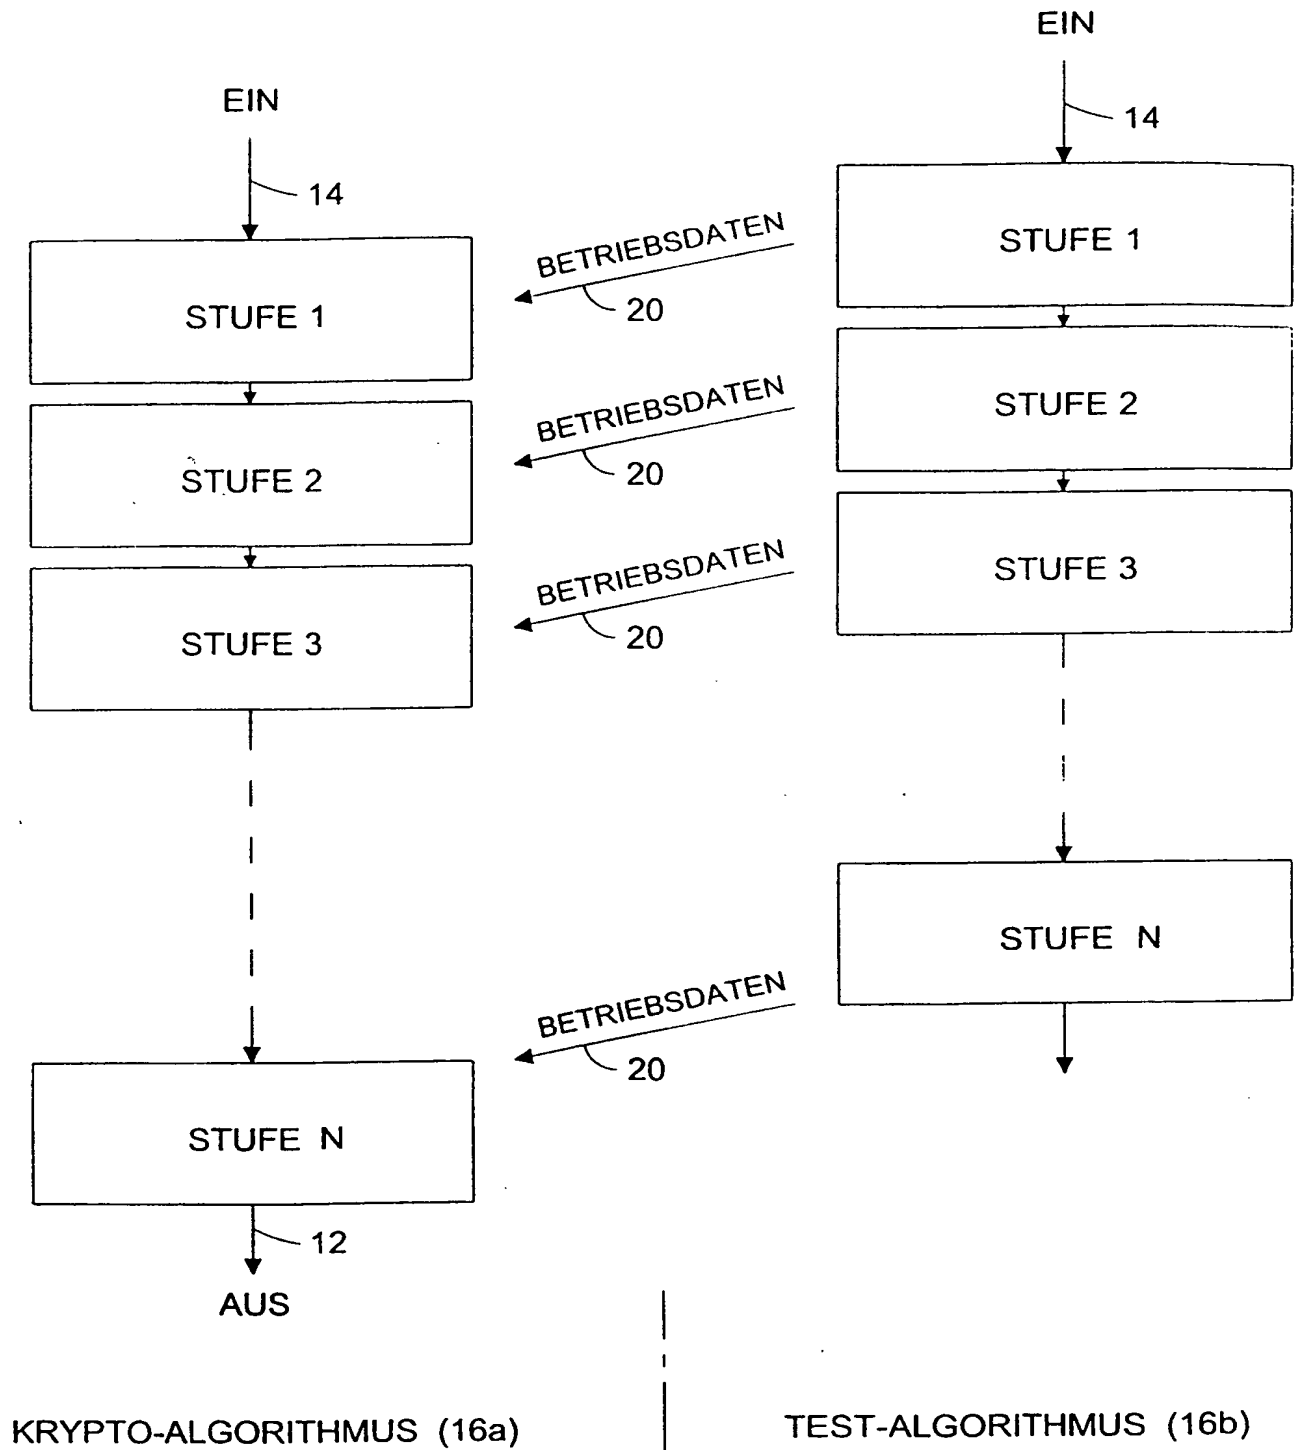 EIN
14
STUFE 1
STUFE 2
STUFE 3
STUFE N
12
AUS
KRYPTO-ALGORITHMUS (16a)
BETRIEBSDATEN
20
BETRIEBSDATEN
20
BETRIEBSDATEN
20
BETRIEBSDATEN
20
EIN
14
STUFE 1
STUFE 2
STUFE 3
STUFE N
TEST-ALGORITHMUS (16b)